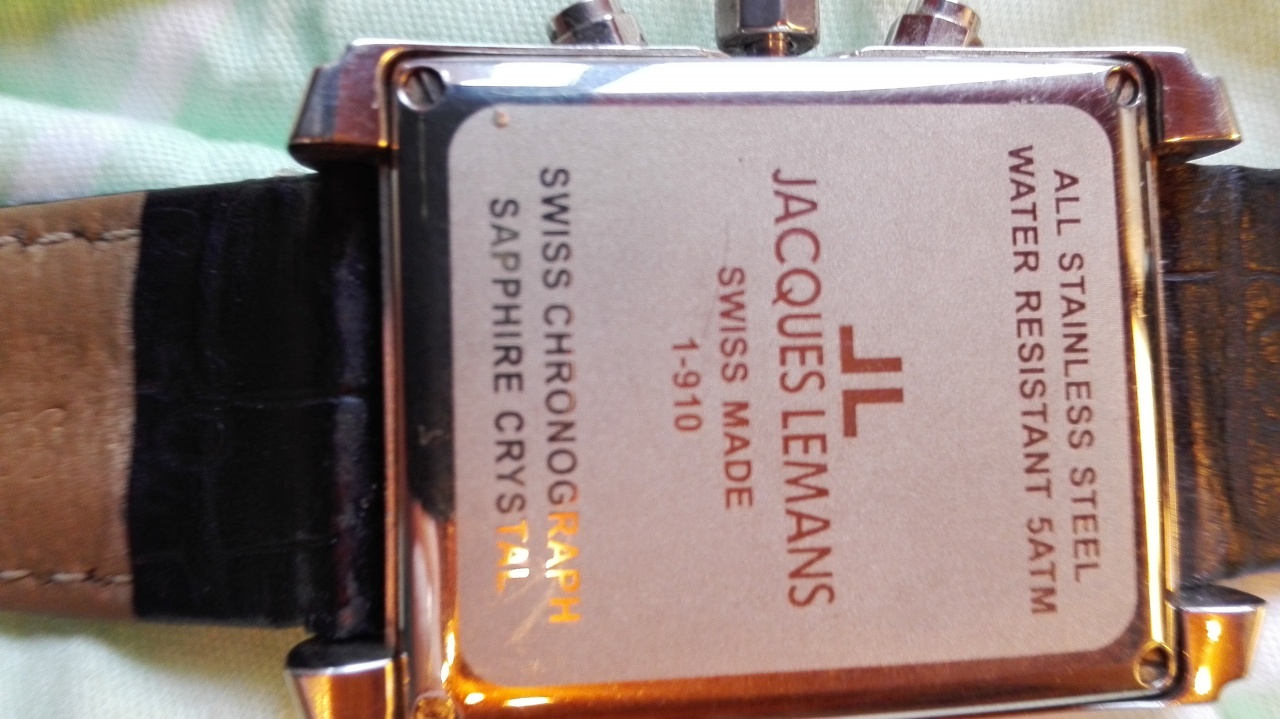 ALL STAINLESS STEEL
WATER RESISTANT 5ATM
JL
JACQUES LEMANS
SWISS MADE
1-910
SWISS CHRONOGRAPH
SAPPHIRE CRYSTAL